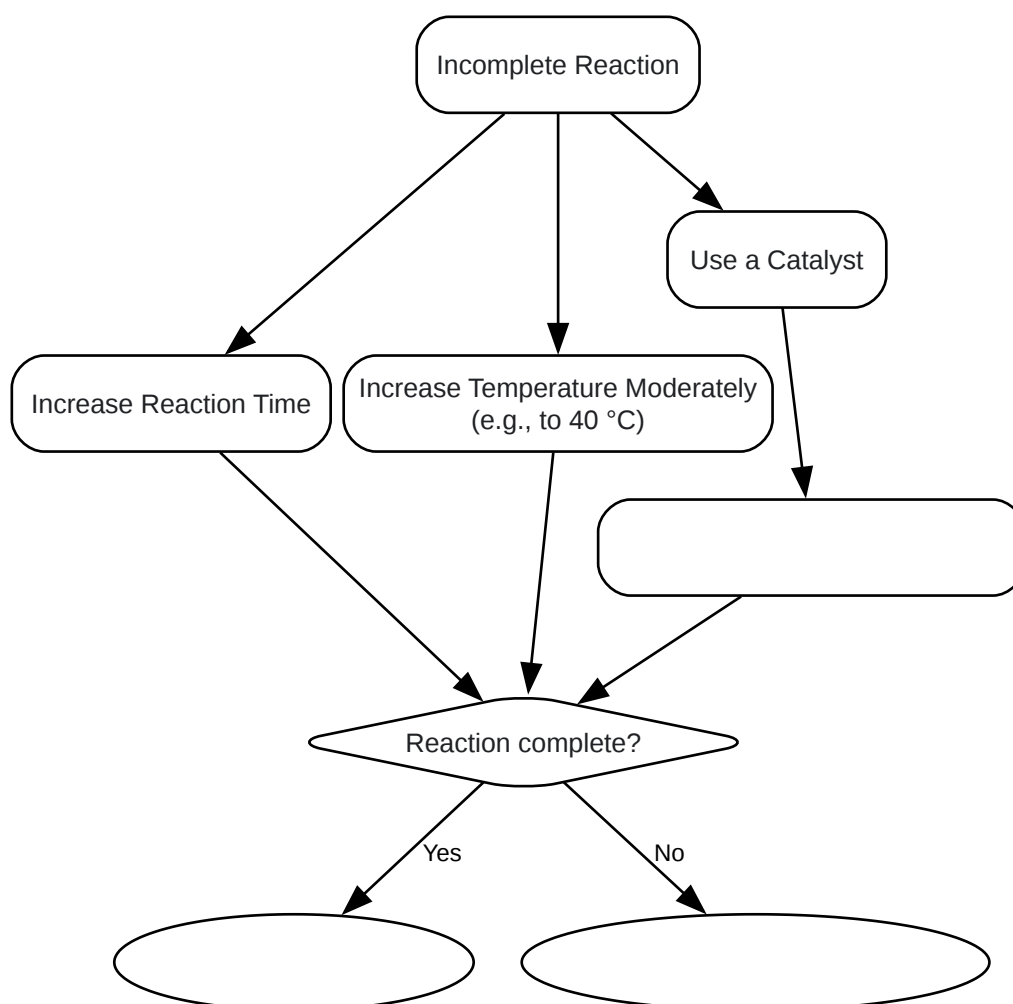 Incomplete Reaction
Use a Catalyst
Increase Reaction Time
Increase Temperature Moderately
(e.g., to 40 °C)
Reaction complete?
Yes
No